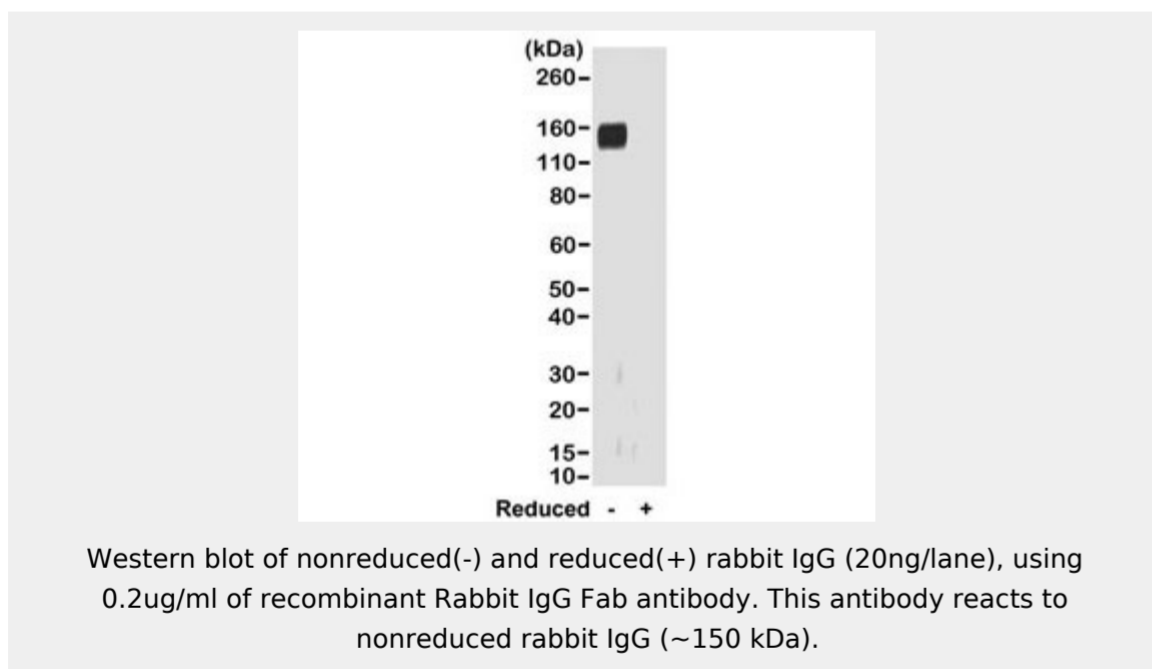 (kDa)
260-
160-
110-
80-
60-
50-
40-
30-
20-
15-
10-
Reduced - +
Western blot of nonreduced(-) and reduced(+) rabbit IgG (20ng/lane), using
0.2ug/ml of recombinant Rabbit IgG Fab antibody. This antibody reacts to
nonreduced rabbit IgG (~150 kDa).